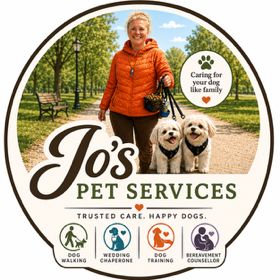 Caring for
your dog
like family
Jo's
PET SERVICES
TRUSTED CARE. HAPPY DOGS.
DOG
WALKING
WEDDING
CHAPERONE
DOG
TRAINING
BEREAVEMENT
COUNSELLOR